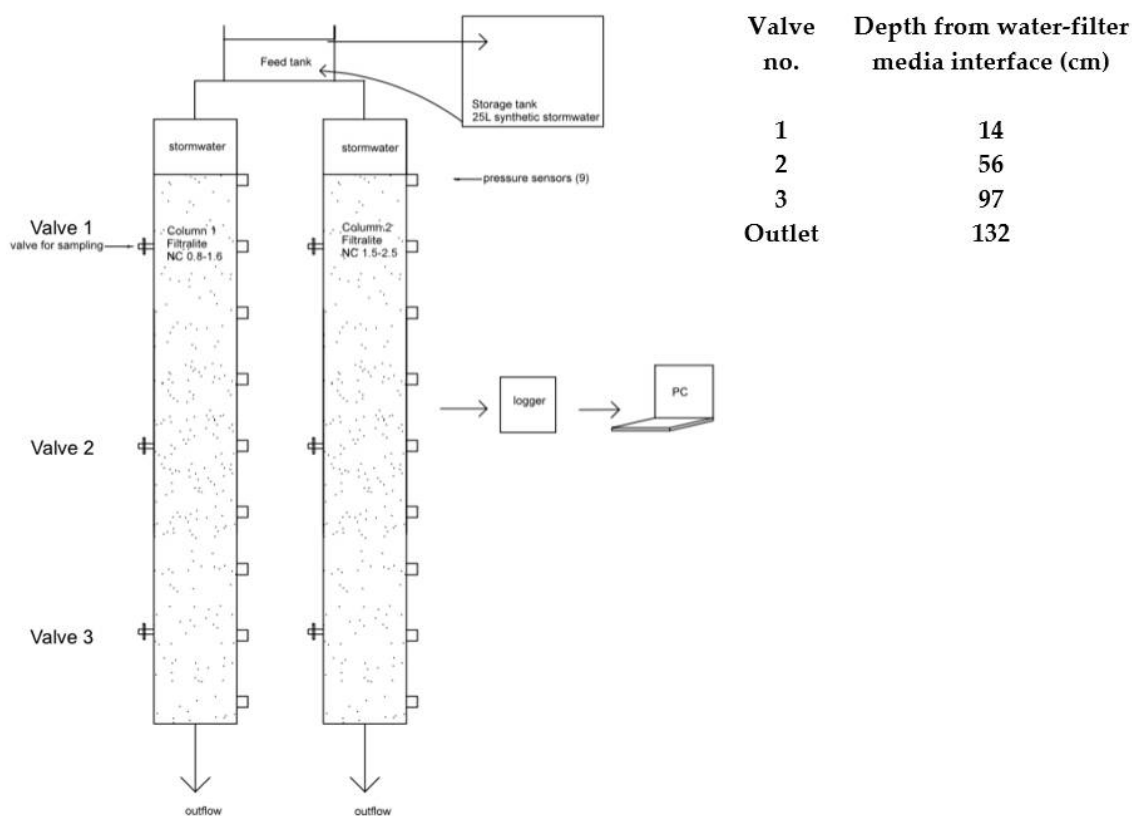 Feed tank
Storage tank
25L synthetic stormwater
stormwater
stormwater
pressure sensors (9)
Valve 1
valve for sampling
Column 1
Filtralite
NC 0.8-1.6
Column 2
Filtralite
NC 1.5-2.5
logger
PC
Valve 2
Valve 3
outflow
outflow
Valve no. Depth from water-filter media interface (cm)
1 14
2 56
3 97
Outlet 132